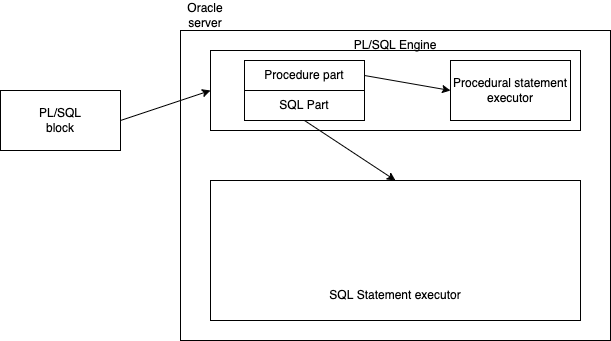 Oracle
server
PL/SQL Engine
Procedure part
Procedural statement
executor
SQL Part
PL/SQL
block
SQL Statement executor